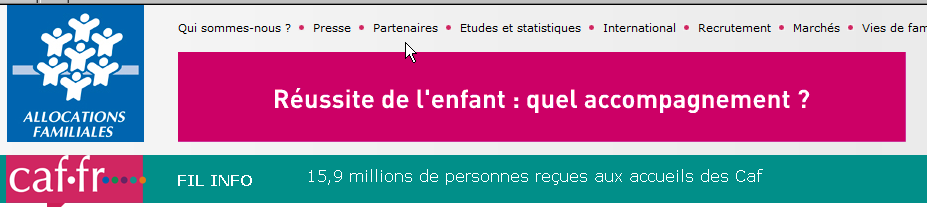 Qui sommes-nous ? • Presse • Partenaires • Etudes et statistiques • International • Recrutement • Marchés • Vies de fam
Réussite de l'enfant : quel accompagnement ?
ALLOCATIONS
FAMILIALES
caf.fr
FIL INFO 15,9 millions de personnes reçues aux accueils des Caf